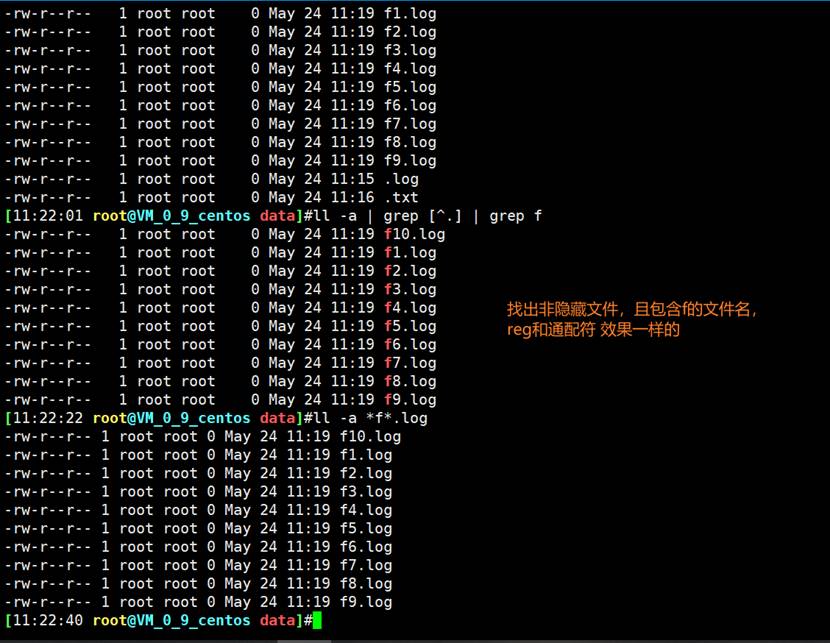 -rw-r--r--   1 root root    0 May 24 11:19 f1.log
-rw-r--r--   1 root root    0 May 24 11:19 f2.log
-rw-r--r--   1 root root    0 May 24 11:19 f3.log
-rw-r--r--   1 root root    0 May 24 11:19 f4.log
-rw-r--r--   1 root root    0 May 24 11:19 f5.log
-rw-r--r--   1 root root    0 May 24 11:19 f6.log
-rw-r--r--   1 root root    0 May 24 11:19 f7.log
-rw-r--r--   1 root root    0 May 24 11:19 f8.log
-rw-r--r--   1 root root    0 May 24 11:19 f9.log
-rw-r--r--   1 root root    0 May 24 11:15 .log
-rw-r--r--   1 root root    0 May 24 11:16 .txt
[11:22:01 root@VM_0_9_centos data]#ll -a | grep [^.] | grep f
-rw-r--r--   1 root root    0 May 24 11:19 f10.log
-rw-r--r--   1 root root    0 May 24 11:19 f1.log
-rw-r--r--   1 root root    0 May 24 11:19 f2.log
-rw-r--r--   1 root root    0 May 24 11:19 f3.log
-rw-r--r--   1 root root    0 May 24 11:19 f4.log
-rw-r--r--   1 root root    0 May 24 11:19 f5.log
-rw-r--r--   1 root root    0 May 24 11:19 f6.log
-rw-r--r--   1 root root    0 May 24 11:19 f7.log
-rw-r--r--   1 root root    0 May 24 11:19 f8.log
-rw-r--r--   1 root root    0 May 24 11:19 f9.log
找出非隐藏文件，且包含f的文件名，
reg和通配符 效果一样的
[11:22:22 root@VM_0_9_centos data]#ll -a *f*.log
-rw-r--r-- 1 root root 0 May 24 11:19 f10.log
-rw-r--r-- 1 root root 0 May 24 11:19 f1.log
-rw-r--r-- 1 root root 0 May 24 11:19 f2.log
-rw-r--r-- 1 root root 0 May 24 11:19 f3.log
-rw-r--r-- 1 root root 0 May 24 11:19 f4.log
-rw-r--r-- 1 root root 0 May 24 11:19 f5.log
-rw-r--r-- 1 root root 0 May 24 11:19 f6.log
-rw-r--r-- 1 root root 0 May 24 11:19 f7.log
-rw-r--r-- 1 root root 0 May 24 11:19 f8.log
-rw-r--r-- 1 root root 0 May 24 11:19 f9.log
[11:22:40 root@VM_0_9_centos data]#